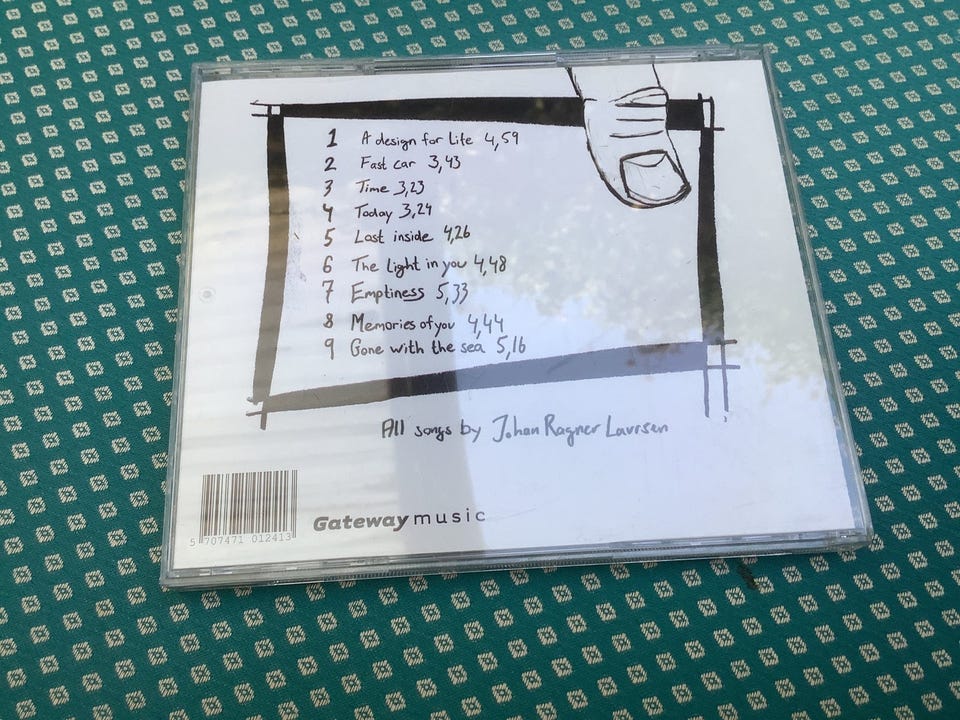 1 A design for Life 4,59
2 Fast car 3,43
3 Time 3,23
4 Today 3,24
5 Lost inside 4,26
6 The Light in you 4,48
7 Emptiness 5,33
8 Memories of you 4,44
9 Gone with the sea 5,16
All songs by Johan Ragner Lavrsen
5 707471 012413
Gateway music